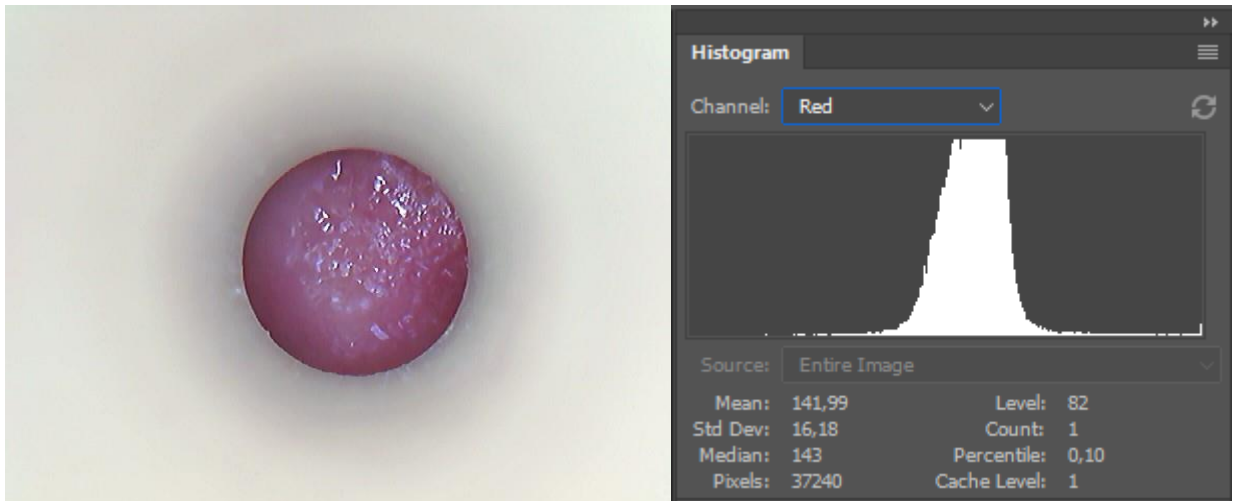 Histogram
Channel: Red
Source: Entire Image
Mean: 141,99 Level: 82
Std Dev: 16,18 Count: 1
Median: 143 Percentile: 0,10
Pixels: 37240 Cache Level: 1